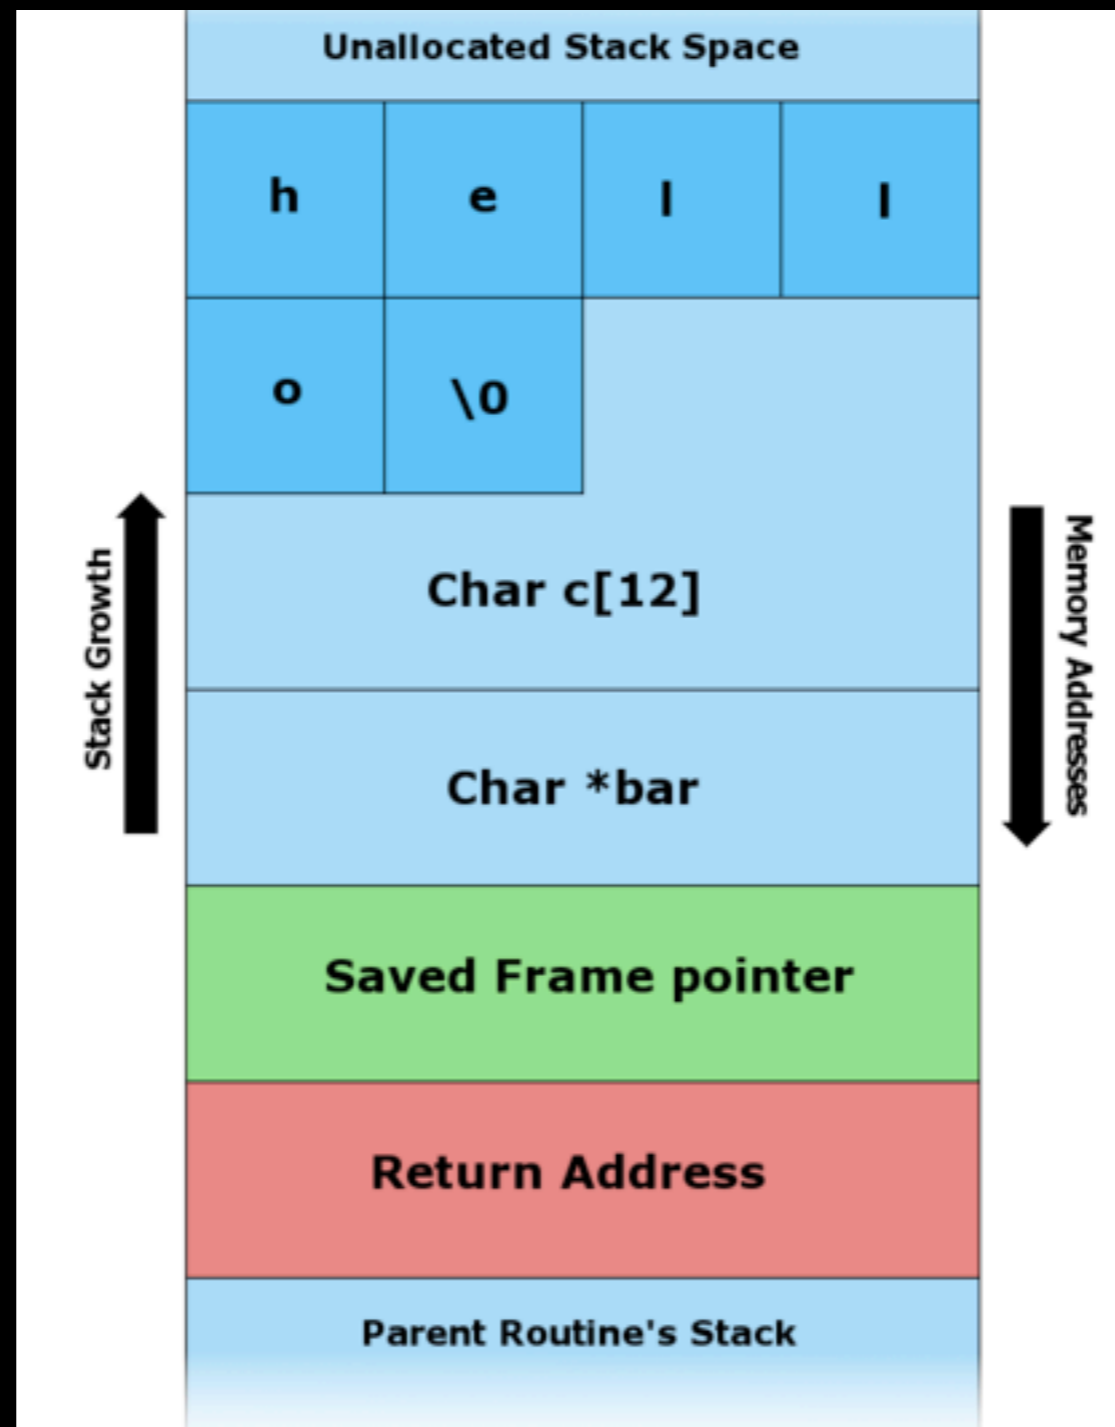 Unallocated Stack Space
h e l l
o \0
Char c[12]
Stack Growth
Memory Addresses
Char *bar
Saved Frame pointer
Return Address
Parent Routine's Stack